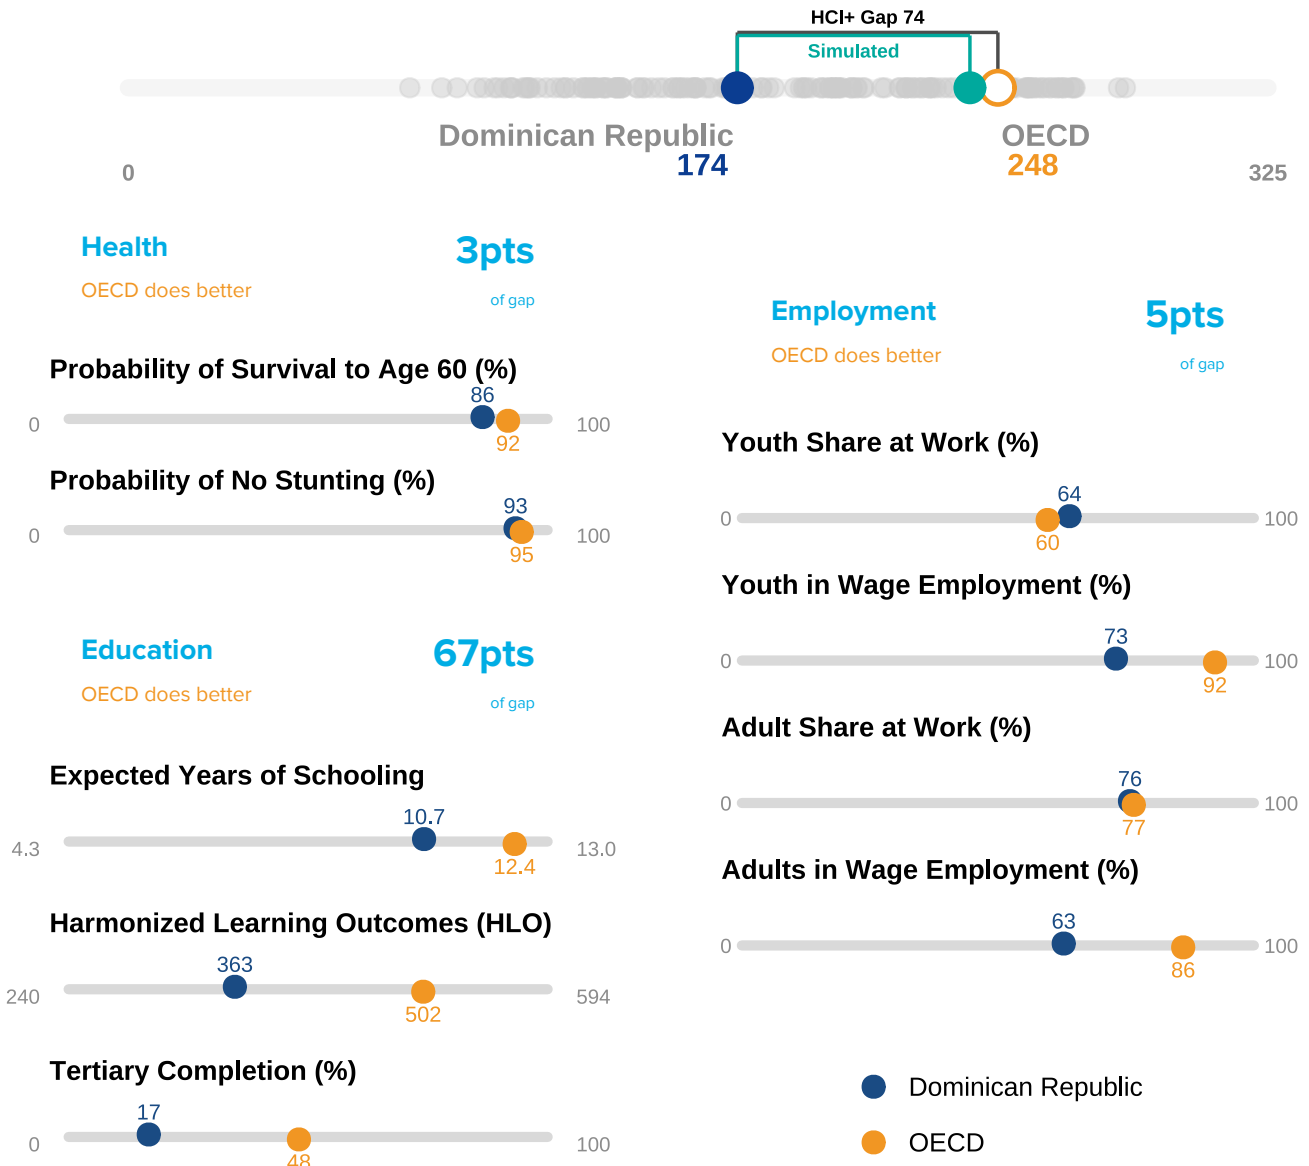 HCI+ Gap 74
Simulated
Dominican Republic
OECD
174
248
0
325
Health
3pts
OECD does better
of gap
Probability of Survival to Age 60 (%)
86
0
100
92
Probability of No Stunting (%)
93
0
100
95
Education
67pts
OECD does better
of gap
Expected Years of Schooling
10.7
4.3
13.0
12.4
Harmonized Learning Outcomes (HLO)
363
240
594
502
Tertiary Completion (%)
17
0
100
48
Employment
5pts
OECD does better
of gap
Youth Share at Work (%)
64
0
100
60
Youth in Wage Employment (%)
73
0
100
92
Adult Share at Work (%)
76
0
100
77
Adults in Wage Employment (%)
63
0
100
86
Dominican Republic
OECD